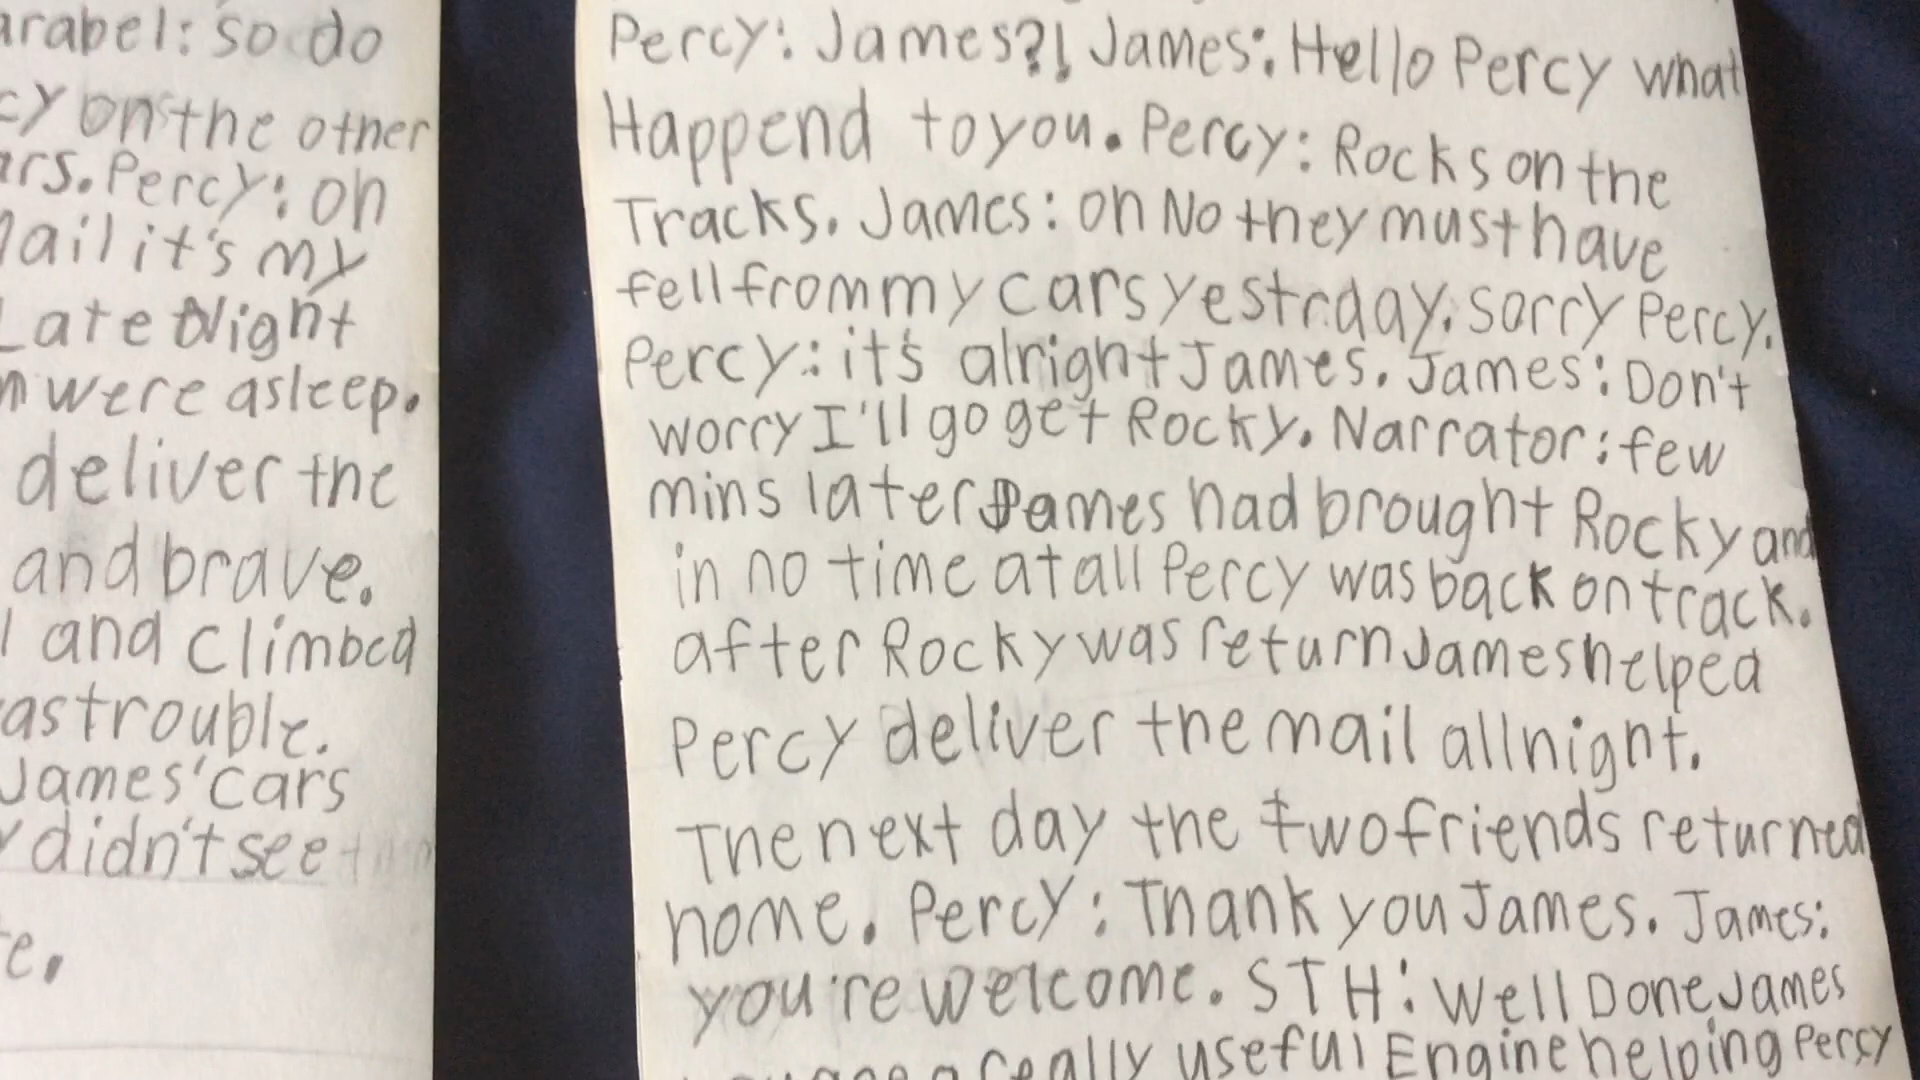 so do
on the other
Percy: oh
it's my
Late Night
were asleep.
deliver the
and brave.
and climbed
trouble.
James' cars
didn't see
Percy: James?! James: Hello Percy what
Happend to you. Percy: Rocks on the
Tracks. James: oh No they must have
fell from my cars yestrday. sorry Percy.
Percy: it's alright James. James: Don't
worry I'll go get Rocky. Narrator: few
mins later James had brought Rocky and
in no time at all Percy was back on track.
after Rocky was return James helped
Percy deliver the mail all night.
The next day the two friends returned
home. Percy: Thank you James. James:
you're welcome. STH: Well Done James
a really useful Engine helping Percy